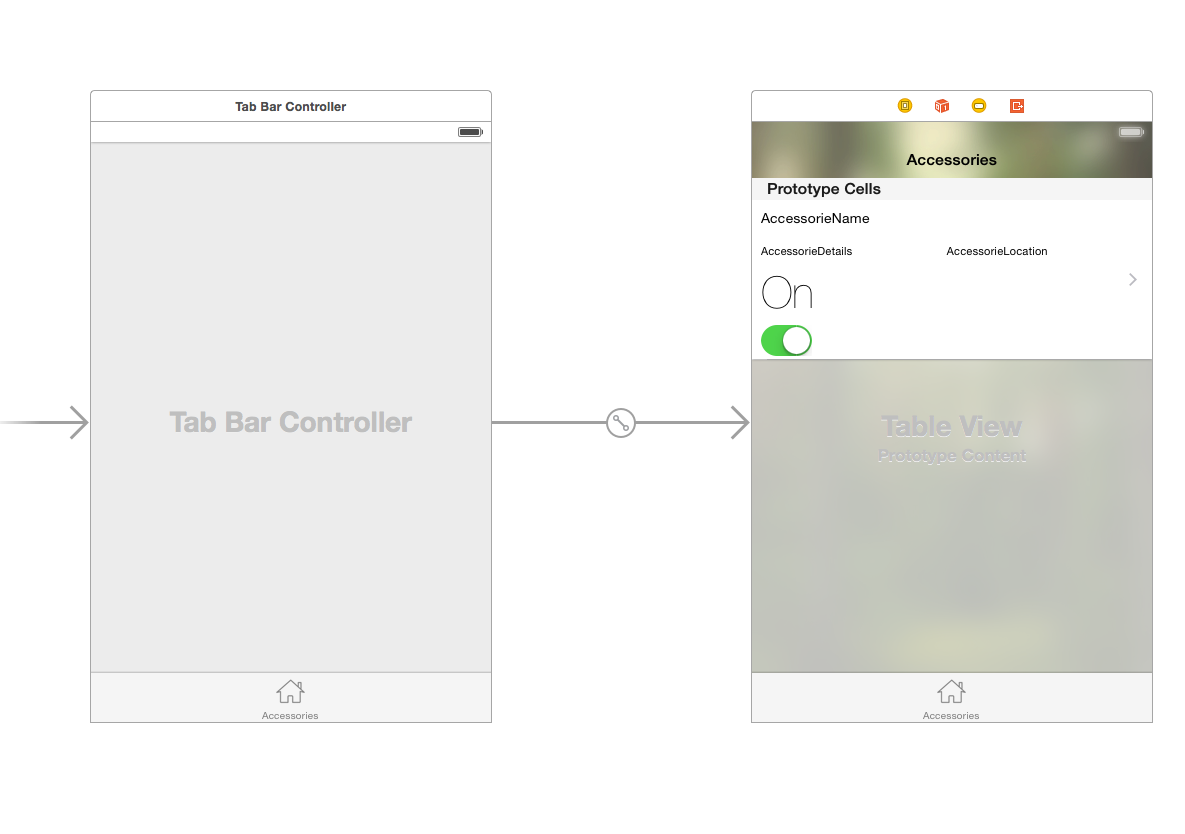 Tab Bar Controller
Tab Bar Controller
Accessories
Accessories
Prototype Cells
AccessorieName
AccessorieDetails AccessorieLocation
On
Table View
Prototype Content
Accessories